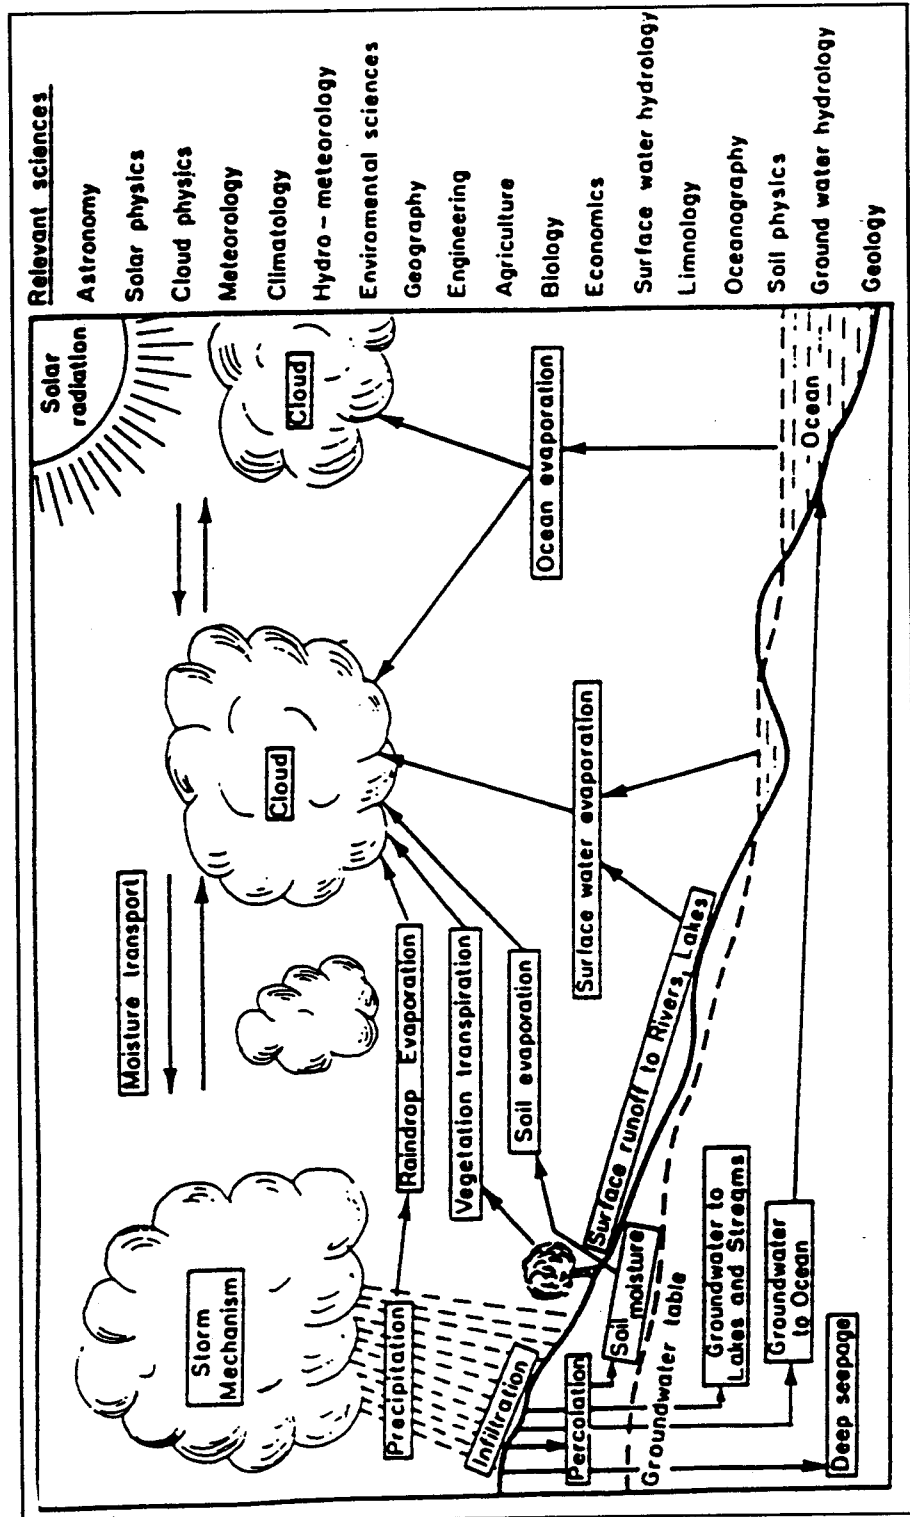 Relevant sciences
Astronomy
Solar physics
Cloud physics
Meteorology
Climatology
Hydro - meteorology
Enviromental sciences
Geography
Enginering
Agriculture
Biology
Economics
Surface water hydrology
Limnology
Oceanography
Soil physics
Ground water hydrology
Geology
Solar
radiation
Moisture transport
Cloud
Cloud
Storm
Mechanism
Precipitation
Raindrop Evaporation
Vegetation transpiration
Soil evaporation
Surface water evaporation
Ocean evaporation
Infiltration
Surface runoff to Rivers, Lakes
Percolation
Soil
moisture
Groundwater table
Groundwater to
Lakes and Streams
Groundwater
to Ocean
Deep seepage
Ocean